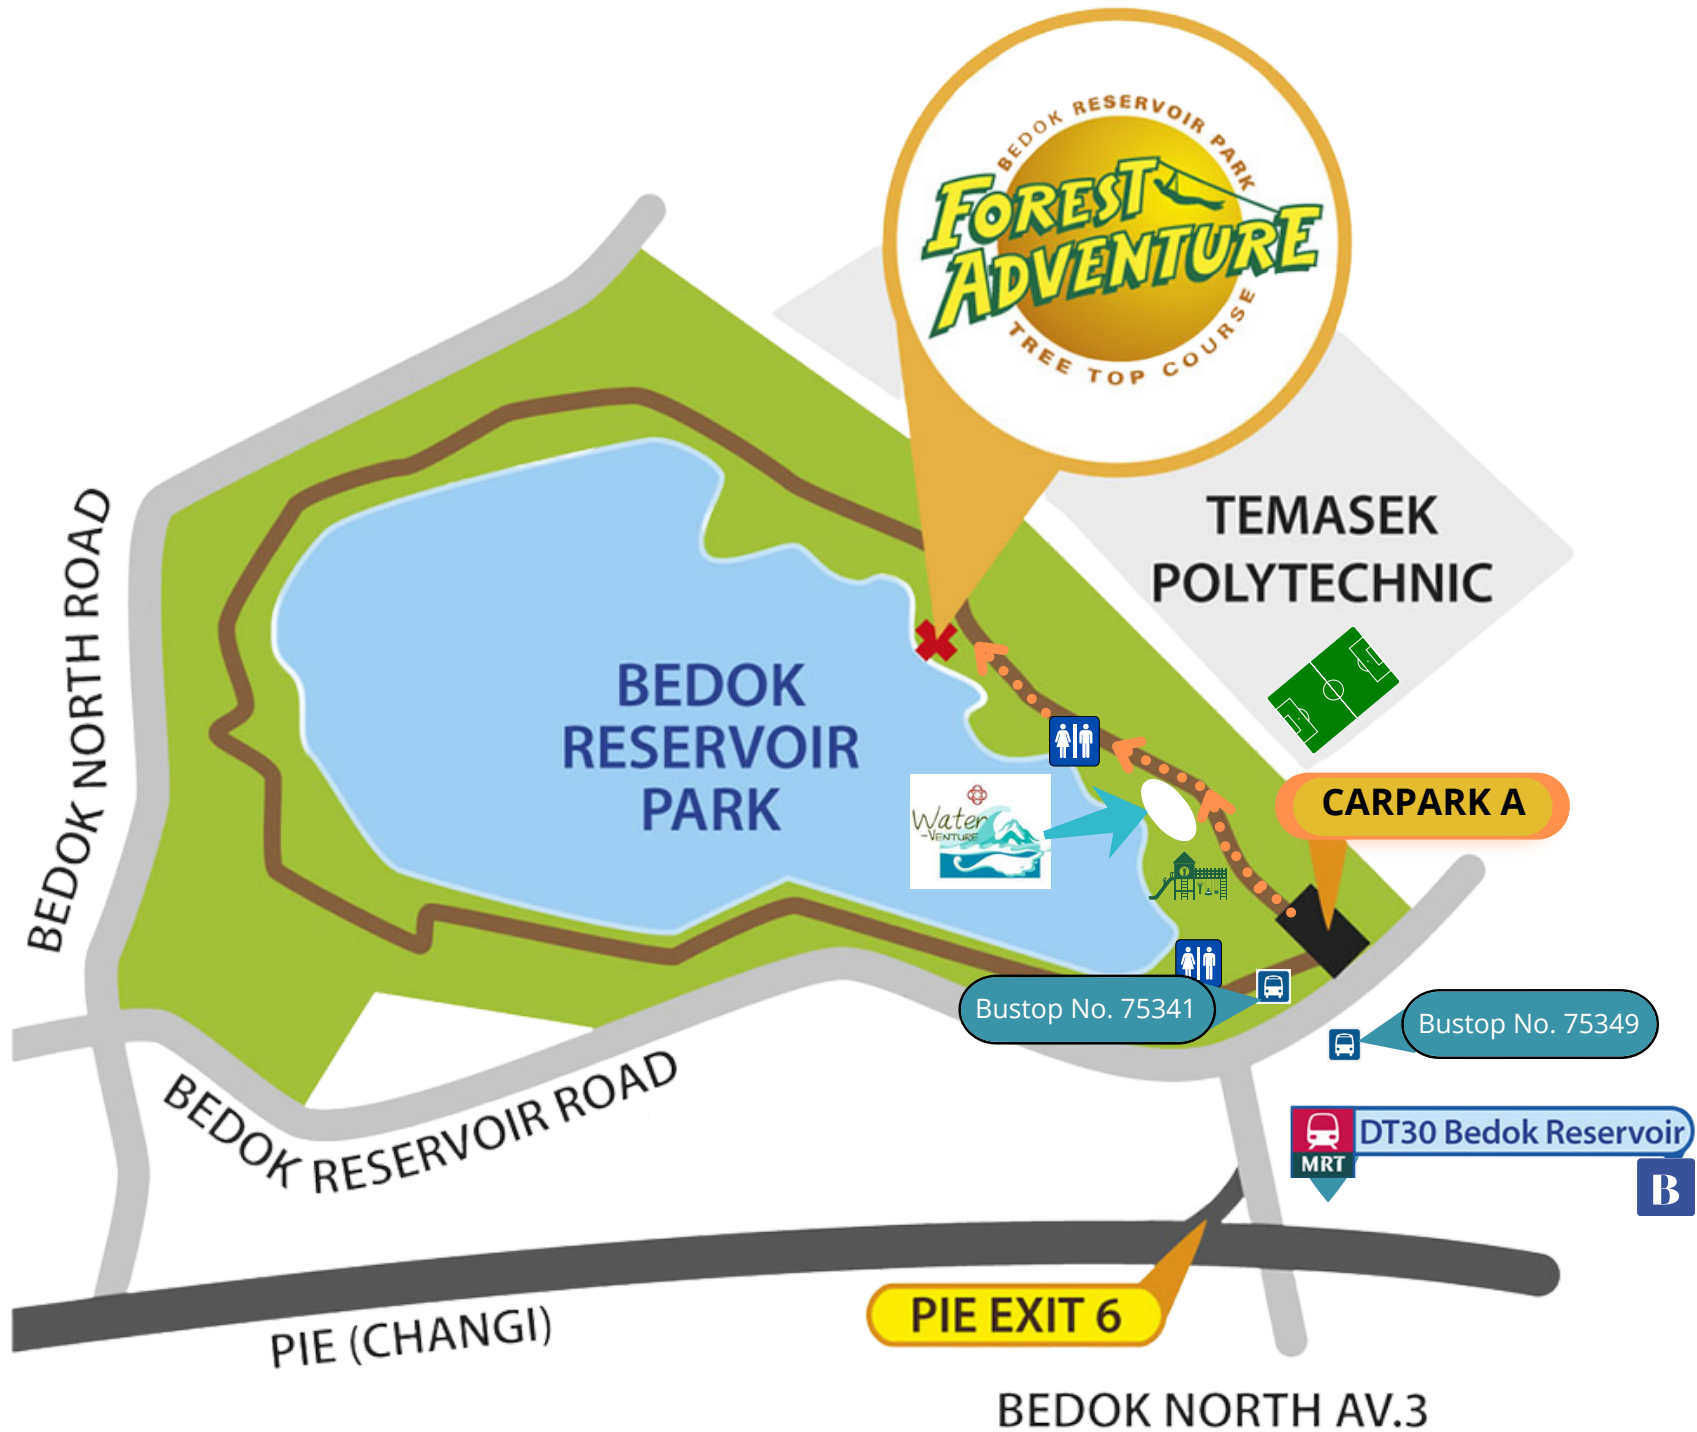 BEDOK RESERVOIR PARK
FOREST
ADVENTURE
TREE TOP COURSE
TEMASEK
POLYTECHNIC
BEDOK NORTH ROAD
BEDOK
RESERVOIR
PARK
Water
-VENTURE
CARPARK A
Bustop No. 75341
Bustop No. 75349
BEDOK RESERVOIR ROAD
DT30 Bedok Reservoir
MRT
B
PIE EXIT 6
PIE (CHANGI)
BEDOK NORTH AV.3